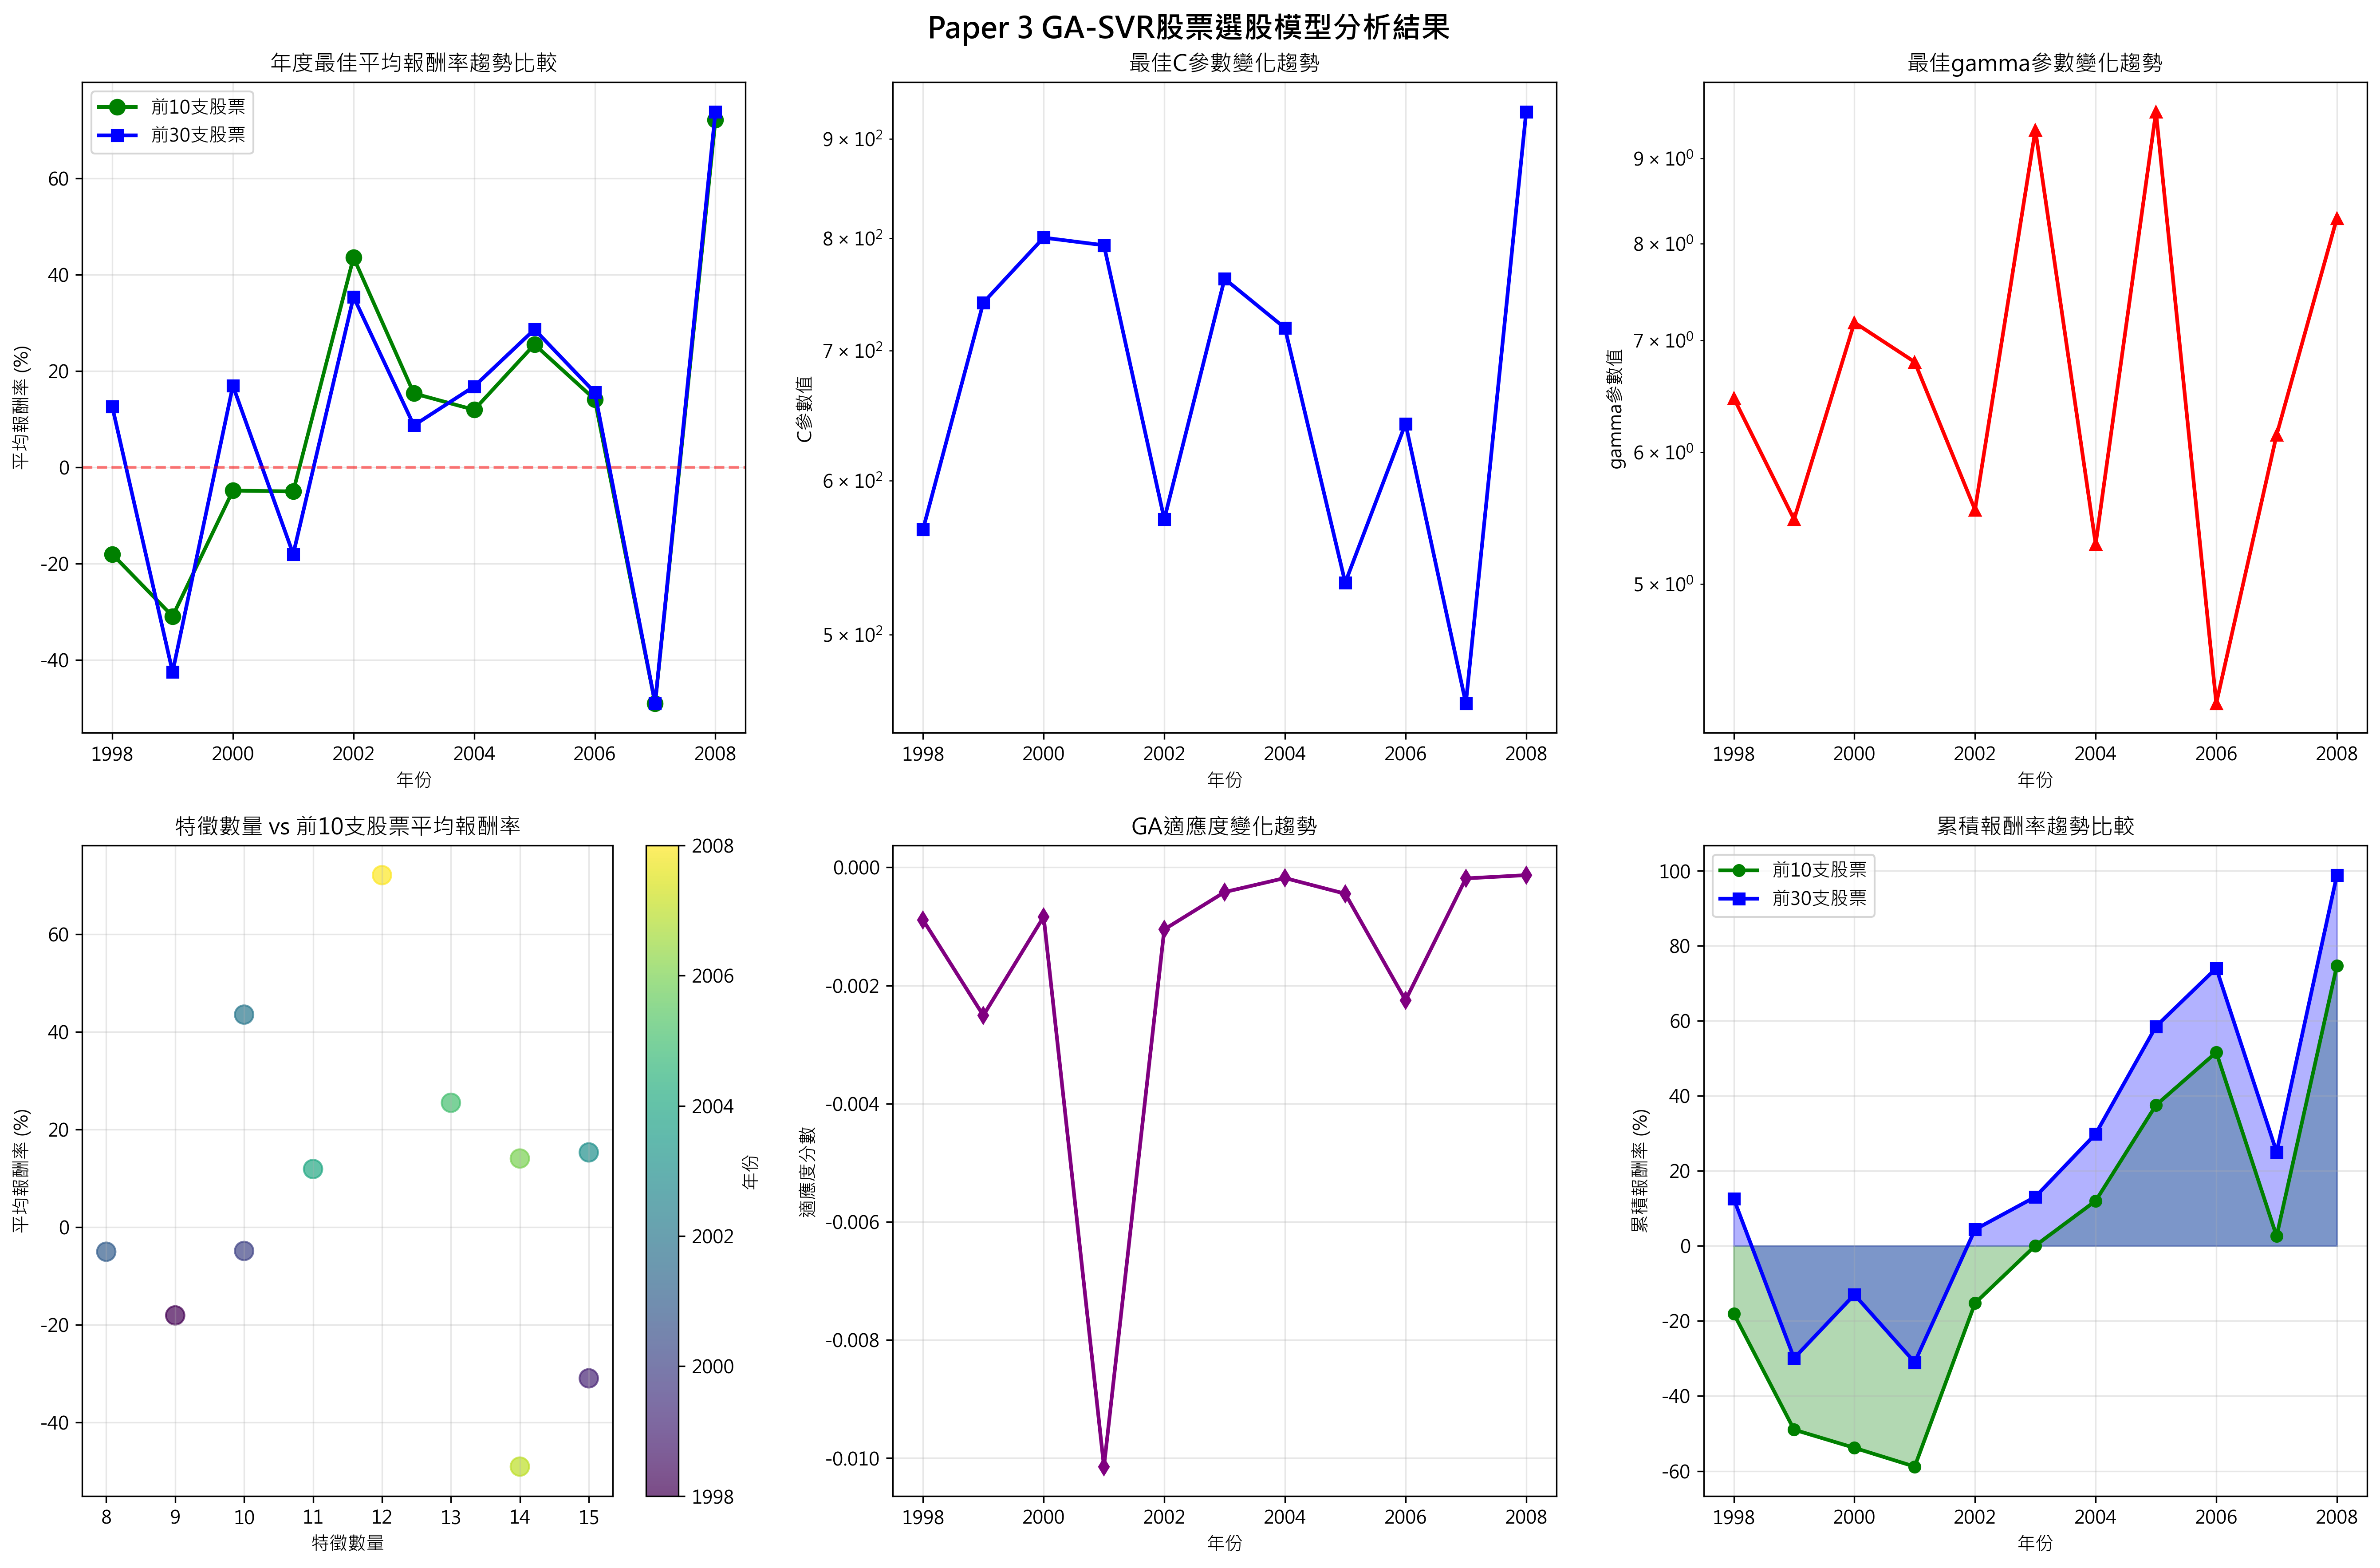 Paper 3 GA-SVR股票選股模型分析結果
年度最佳平均報酬率趨勢比較
前10支股票
前30支股票
平均報酬率 (%)
60
40
20
0
-20
-40
1998
2000
2002
2004
2006
2008
年份
最佳C參數變化趨勢
C參數值
9 × 10²
8 × 10²
7 × 10²
6 × 10²
5 × 10²
1998
2000
2002
2004
2006
2008
年份
最佳gamma參數變化趨勢
gamma參數值
9 × 10⁰
8 × 10⁰
7 × 10⁰
6 × 10⁰
5 × 10⁰
1998
2000
2002
2004
2006
2008
年份
特徵數量 vs 前10支股票平均報酬率
平均報酬率 (%)
60
40
20
0
-20
-40
8
9
10
11
12
13
14
15
特徵數量
2008
2006
2004
2002
2000
1998
年份
GA適應度變化趨勢
適應度分數
0.000
-0.002
-0.004
-0.006
-0.008
-0.010
1998
2000
2002
2004
2006
2008
年份
累積報酬率趨勢比較
前10支股票
前30支股票
累積報酬率 (%)
100
80
60
40
20
0
-20
-40
-60
1998
2000
2002
2004
2006
2008
年份